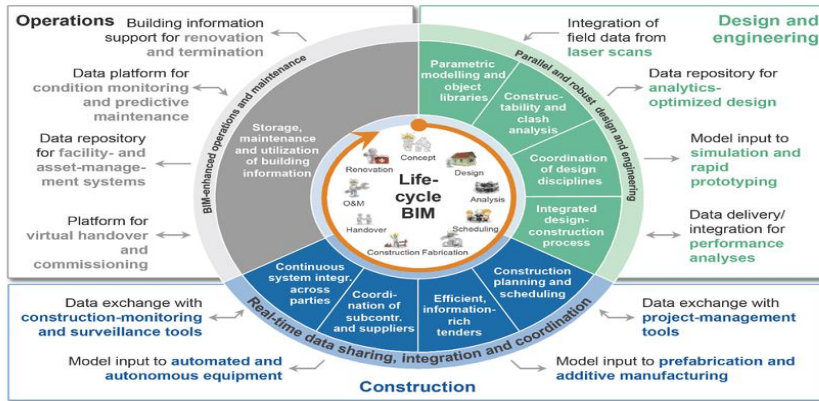 Operations
Building information
support for renovation
and termination
Data platform for
condition monitoring
and predictive
maintenance
Data repository
for facility- and
asset-manage-
ment systems
Platform for
virtual handover
and
commissioning
BIM-enhanced operations and maintenance
Storage,
maintenance
and utilization
of building
information
Design and
engineering
Integration of
field data from
laser scans
Data repository for
analytics-
optimized design
Model input to
simulation and
rapid
prototyping
Data delivery/
integration for
performance
analyses
Parallel and robust design and engineering
Parametric
modelling and
object
libraries
Construc-
tability and
clash
analysis
Coordination
of design
disciplines
Integrated
design-
construction
process
Life-
cycle
BIM
Concept
Design
Analysis
Scheduling
Fabrication
Construction
Handover
O&M
Renovation
Continuous
system integr.
across
parties
Coordi-
nation of
subcontr.
and suppliers
Efficient,
information-
rich
tenders
Construction
planning and
scheduling
Real-time data sharing, integration and coordination
Data exchange with
construction-monitoring
and surveillance tools
Model input to automated and
autonomous equipment
Data exchange with
project-management
tools
Model input to prefabrication and
additive manufacturing
Construction